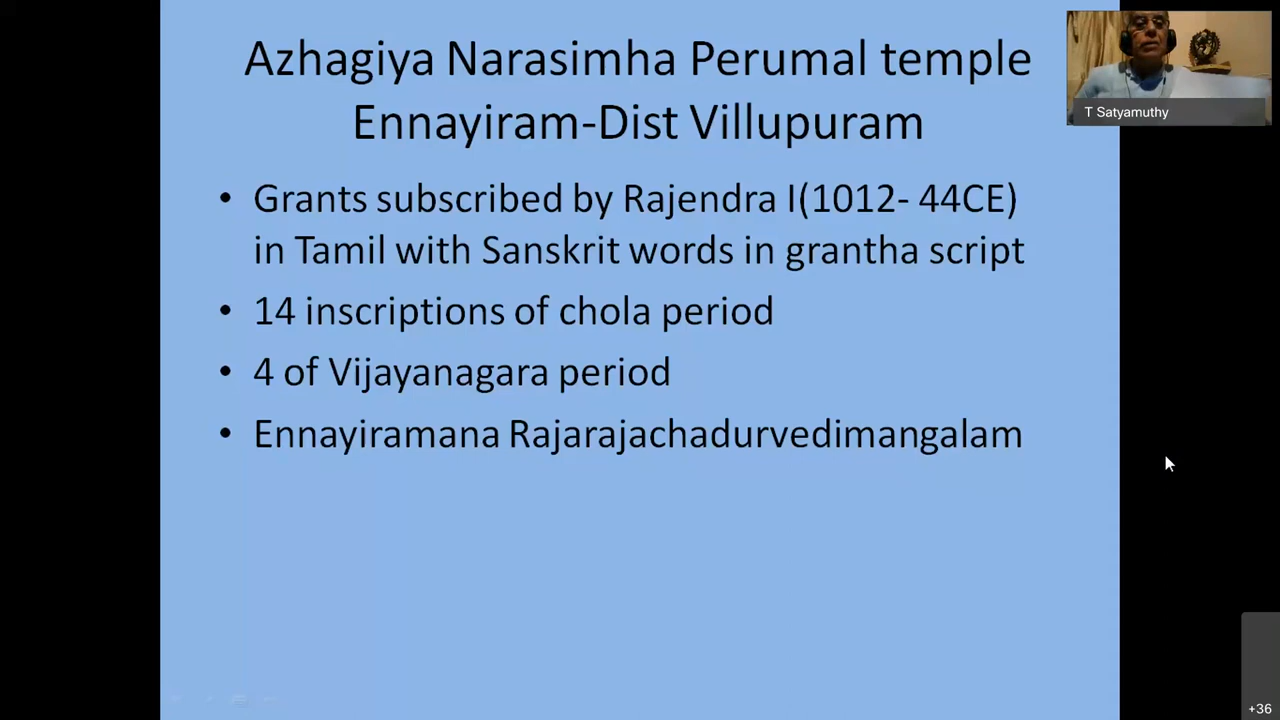 Azhagiya Narasimha Perumal temple
Ennayiram-Dist Villupuram
• Grants subscribed by Rajendra I(1012- 44CE)
in Tamil with Sanskrit words in grantha script
• 14 inscriptions of chola period
• 4 of Vijayanagara period
• Ennayiramana Rajarajachadurvedimangalam
T Satyamuthy
+36